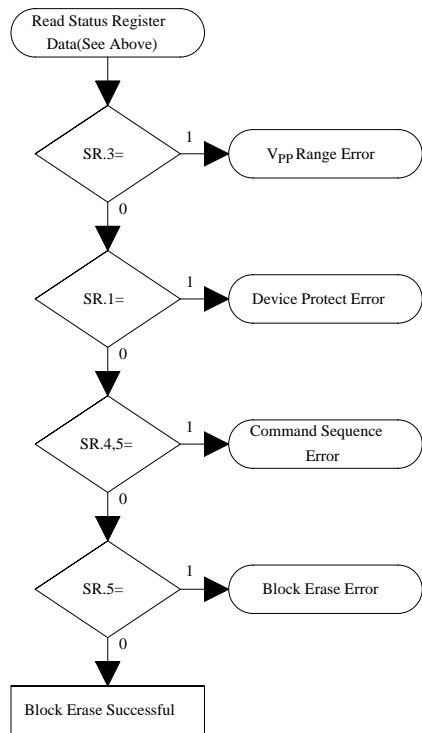 Read Status Register
Data(See Above)
SR.3=
1
VPP Range Error
0
SR.1=
1
Device Protect Error
0
SR.4,5=
1
Command Sequence
Error
0
SR.5=
1
Block Erase Error
0
Block Erase Successful